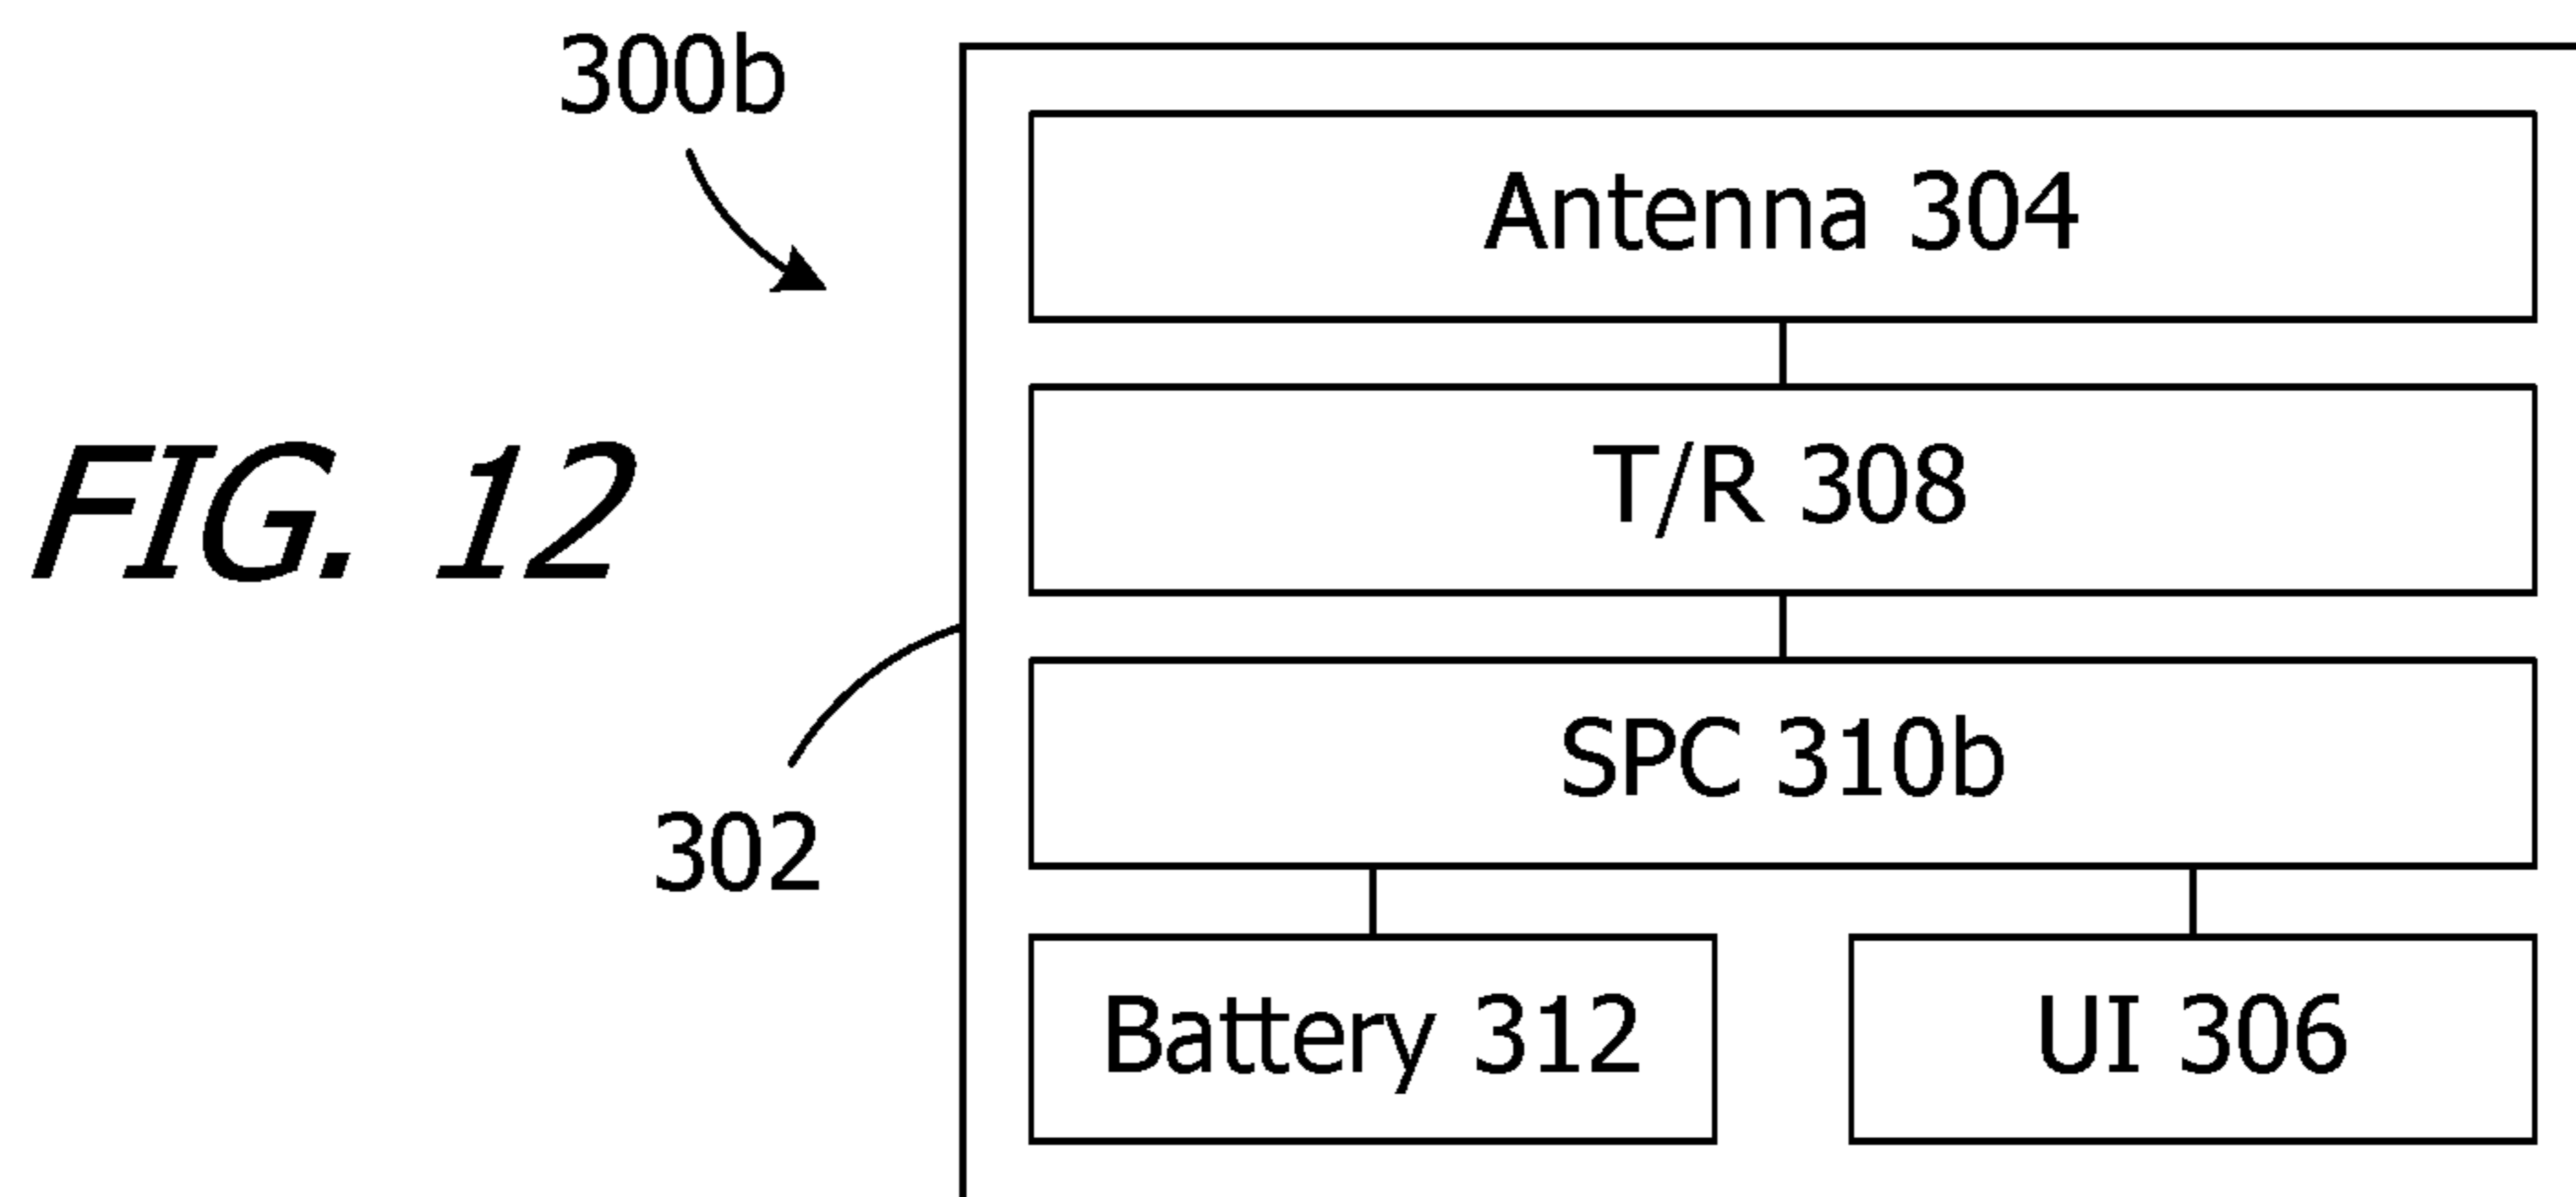 300b
Antenna 304
FIG. 12
T/R 308
SPC 310b
302
Battery 312
UI 306